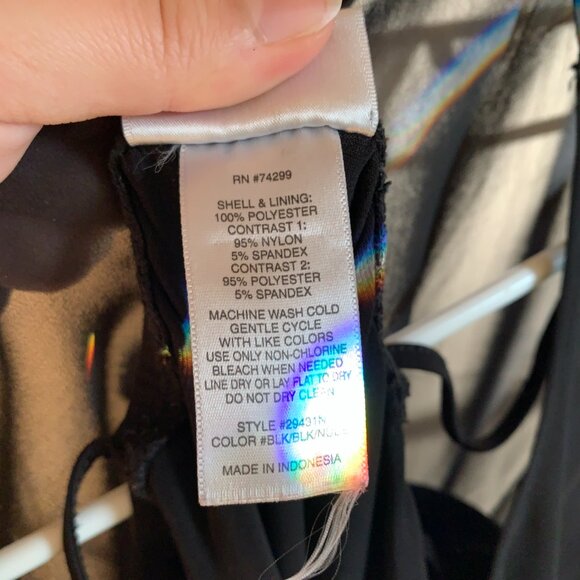 RN #74299
SHELL & LINING:
100% POLYESTER
CONTRAST 1:
95% NYLON
5% SPANDEX
CONTRAST 2:
95% POLYESTER
5% SPANDEX
MACHINE WASH COLD
GENTLE CYCLE
WITH LIKE COLORS
USE ONLY NON-CHLORINE
BLEACH WHEN NEEDED
LINE DRY OR LAY FLAT TO DRY
DO NOT DRY CLEAN
STYLE #29431N
COLOR #BLK/BLK/NUDE
MADE IN INDONESIA